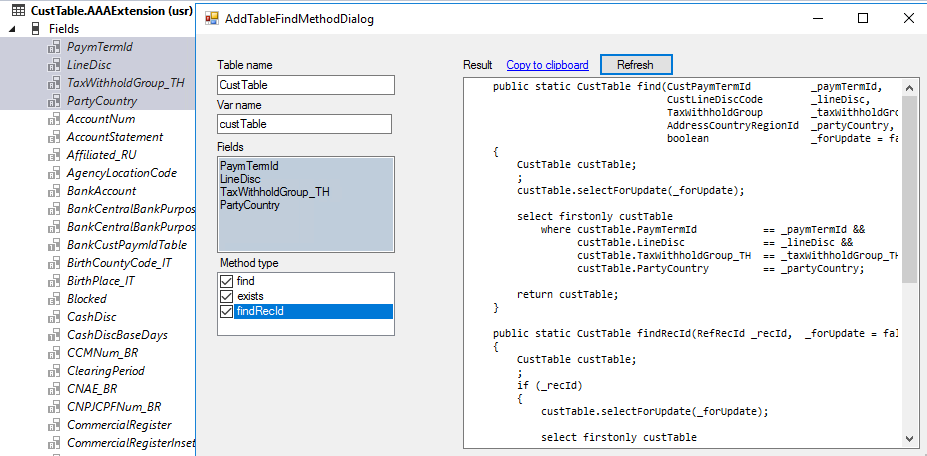 CustTable.AAAExtension (usr)
Fields
PaymTermId
LineDisc
TaxWithholdGroup_TH
PartyCountry
AccountNum
AccountStatement
Affiliated_RU
AgencyLocationCode
BankAccount
BankCentralBankPurpos
BankCentralBankPurpos
BankCustPaymIdTable
BirthCountyCode_IT
BirthPlace_IT
Blocked
CashDisc
CashDiscBaseDays
CCMNum_BR
ClearingPeriod
CNAE_BR
CNPJCPFNum_BR
CommercialRegister
CommercialRegisterInset
AddTableFindMethodDialog
Table name
CustTable
Var name
custTable
Fields
PaymTermId
LineDisc
TaxWithholdGroup_TH
PartyCountry
Method type
find
exists
findRecId
Result Copy to clipboard Refresh
public static CustTable find(CustPaymTermId _paymTermId,
CustLineDiscCode _lineDisc,
TaxWithholdGroup _taxWithholdGro
AddressCountryRegionId _partyCountry,
boolean _forUpdate = fa
{
CustTable custTable;
;
custTable.selectForUpdate(_forUpdate);
select firstonly custTable
where custTable.PaymTermId == _paymTermId &&
custTable.LineDisc == _lineDisc &&
custTable.TaxWithholdGroup_TH == _taxWithholdGroup_TH
custTable.PartyCountry == _partyCountry;
return custTable;
}
public static CustTable findRecId(RefRecId _recId, _forUpdate = fal
{
CustTable custTable;
;
if (_recId)
{
custTable.selectForUpdate(_forUpdate);
select firstonly custTable